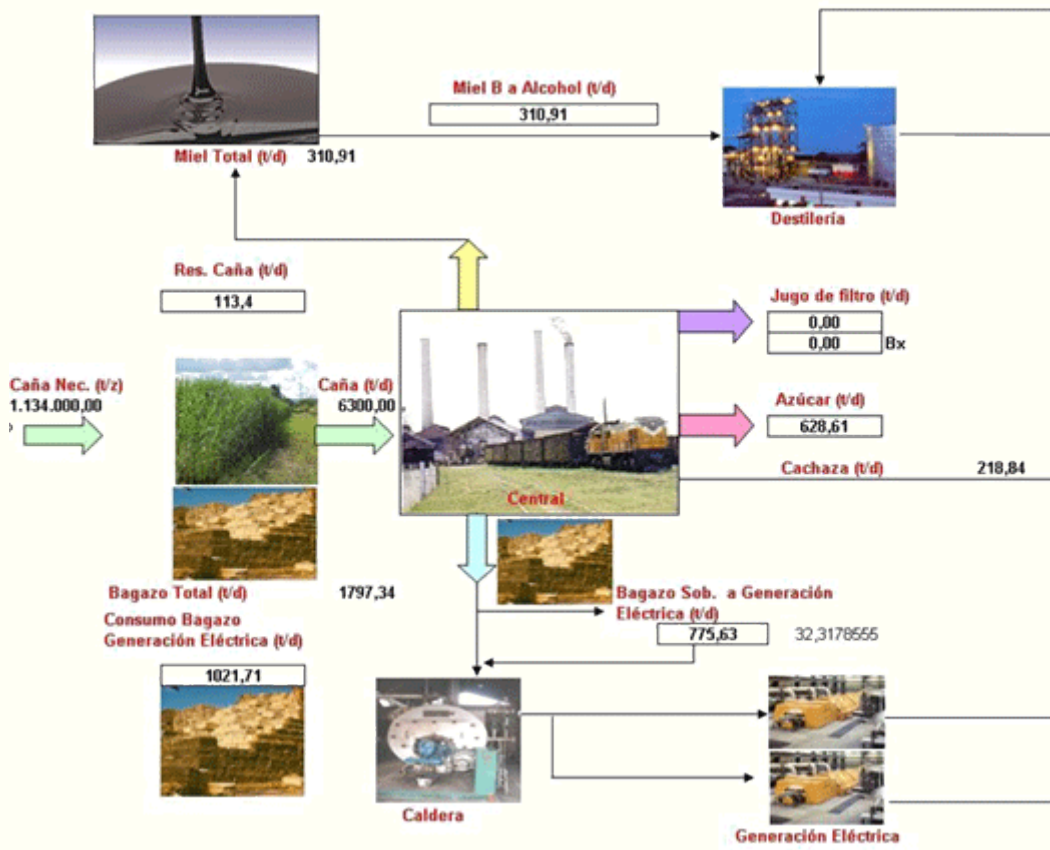 Miel B a Alcohol (t/d)
310,91
Miel Total (t/d) 310,91
Destilería
Res. Caña (t/d)
113,4
Jugo de filtro (t/d)
0,00
0,00 Bx
Caña Nec. (t/z)
1.134.000,00
Caña (t/d)
6300,00
Azúcar (t/d)
628,61
Cachaza (t/d) 218,84
Central
Bagazo Total (t/d) 1797,34
Bagazo Sob. a Generación
Eléctrica (t/d)
775,63 32,3178555
Consumo Bagazo
Generación Eléctrica (t/d)
1021,71
Caldera
Generación Eléctrica